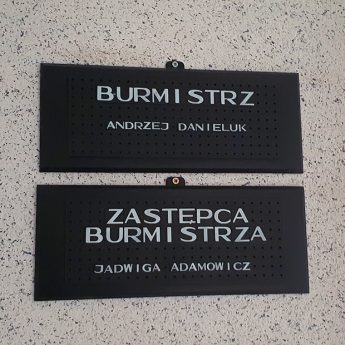 BURMISTRZ
ANDRZEJ DANIELUK
ZASTĘPCA
BURMISTRZA
JADWIGA ADAMOWICZ